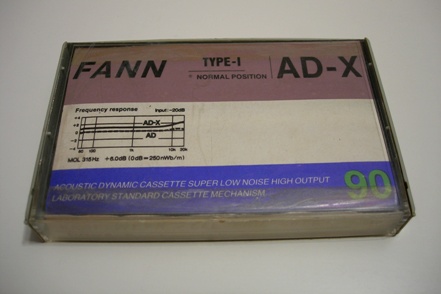 FANN TYPE-I AD-X
NORMAL POSITION
Frequency response Input:-20dB
AD-X
AD
MOL 315Hz +6.0dB (0dB=250nWb/m)
ACOUSTIC DYNAMIC CASSETTE SUPER LOW NOISE HIGH OUTPUT 90
LABORATORY STANDARD CASSETTE MECHANISM